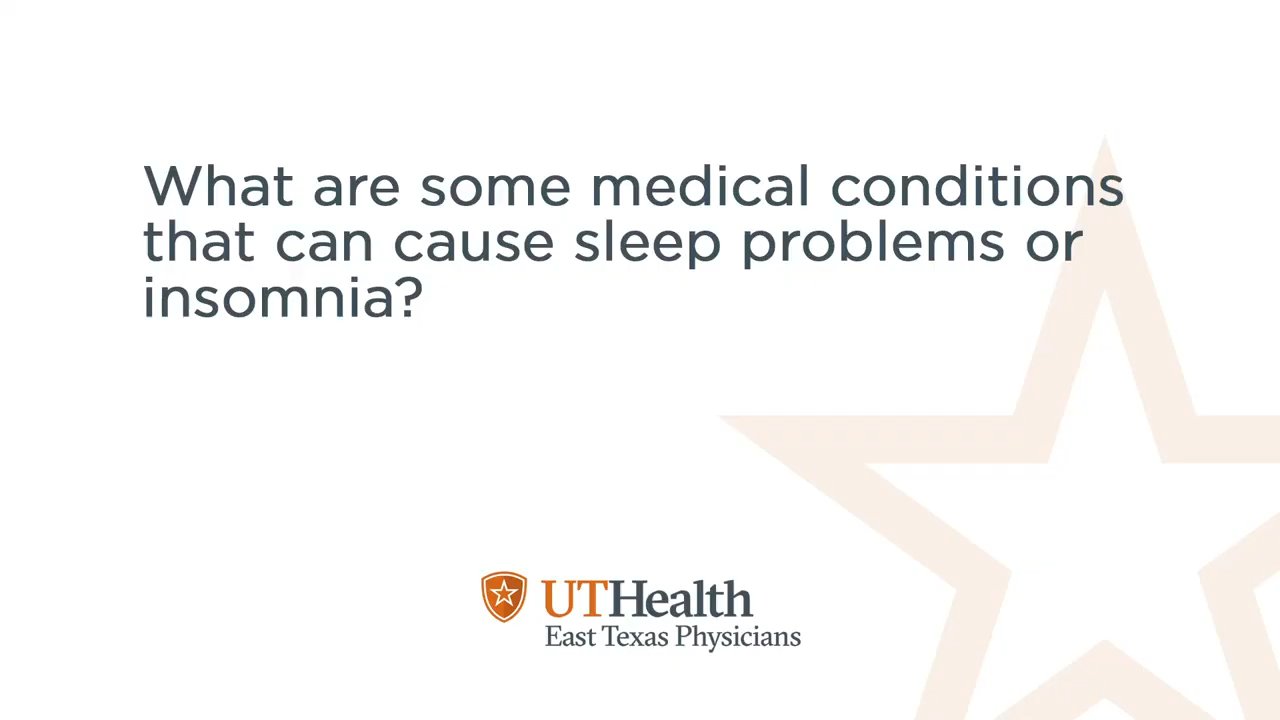 What are some medical conditions
that can cause sleep problems or
insomnia?
UTHealth
East Texas Physicians